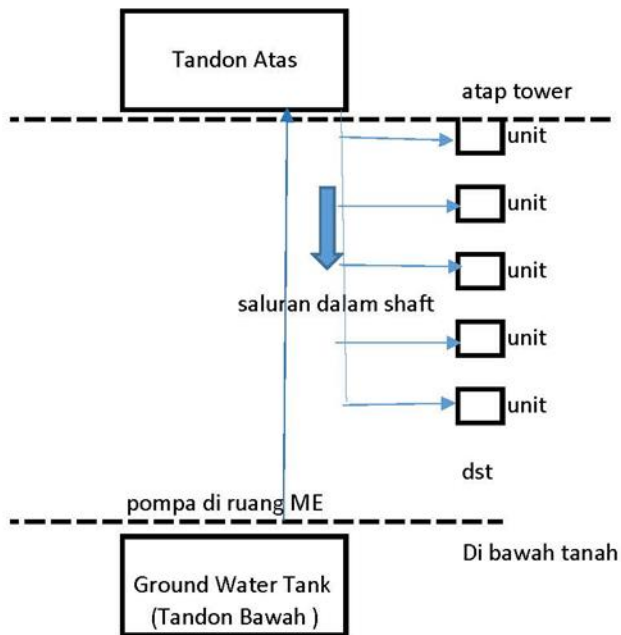 Tandon Atas
atap tower
unit
unit
unit
saluran dalam shaft
unit
unit
dst
pompa di ruang ME
Di bawah tanah
Ground Water Tank
(Tandon Bawah )